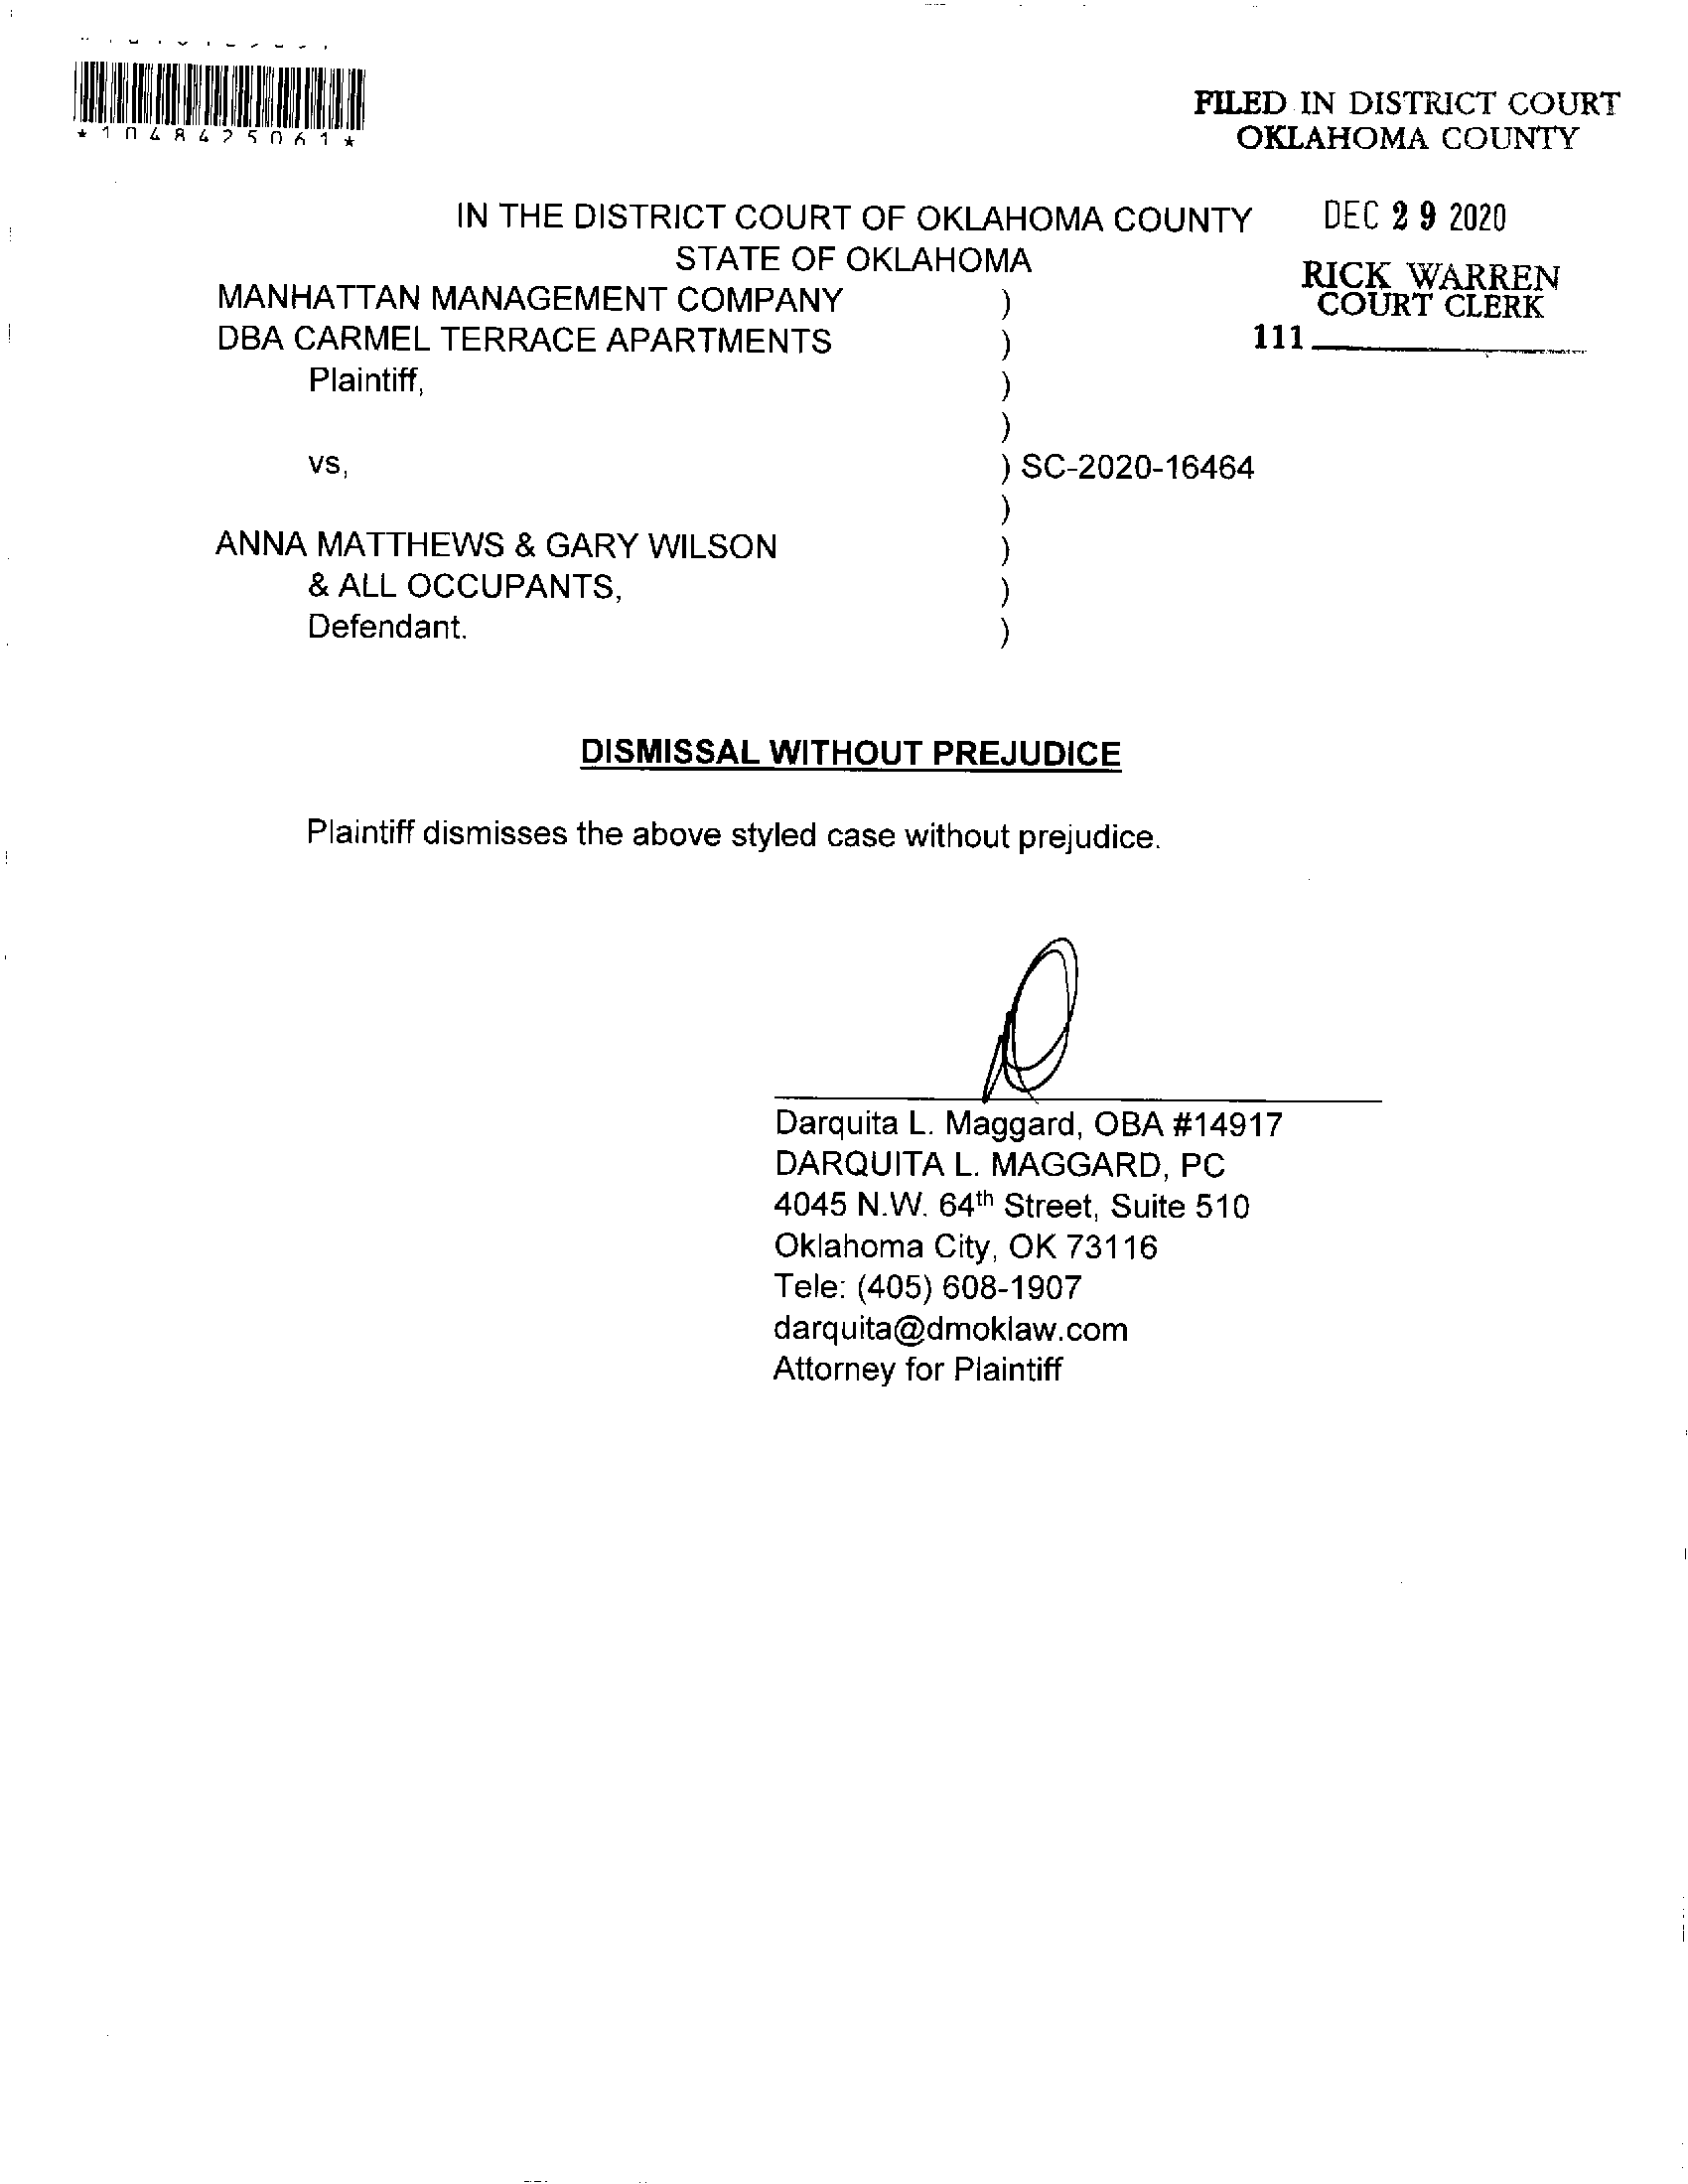 *1048425061*
FILED IN DISTRICT COURT
OKLAHOMA COUNTY
DEC 29 2020
RICK WARREN
COURT CLERK
111
IN THE DISTRICT COURT OF OKLAHOMA COUNTY
STATE OF OKLAHOMA
MANHATTAN MANAGEMENT COMPANY )
DBA CARMEL TERRACE APARTMENTS )
Plaintiff, )
)
vs, ) SC-2020-16464
)
ANNA MATTHEWS & GARY WILSON )
& ALL OCCUPANTS, )
Defendant. )
DISMISSAL WITHOUT PREJUDICE
Plaintiff dismisses the above styled case without prejudice.
Darquita L. Maggard, OBA #14917
DARQUITA L. MAGGARD, PC
4045 N.W. 64th Street, Suite 510
Oklahoma City, OK 73116
Tele: (405) 608-1907
darquita@dmoklaw.com
Attorney for Plaintiff